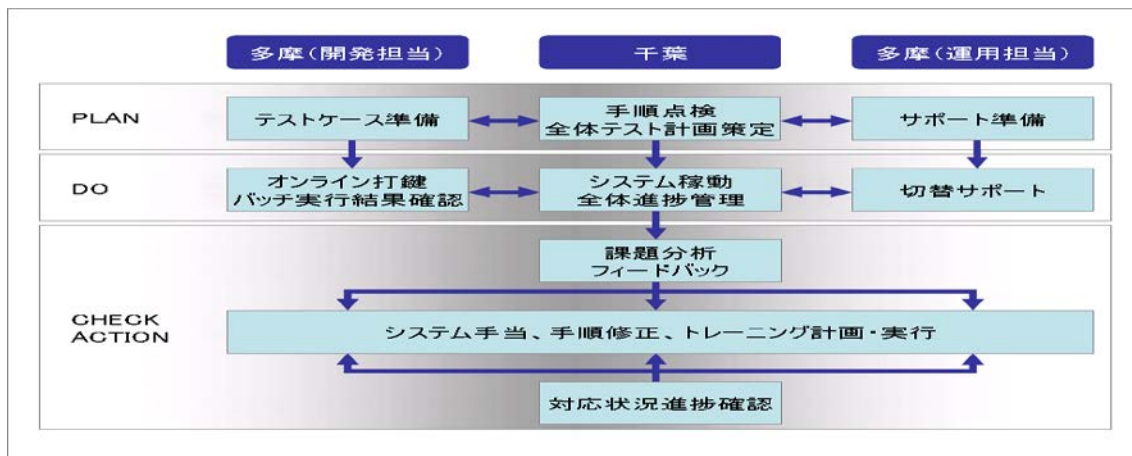 多摩(開発担当)
千葉
多摩(運用担当)
PLAN
テストケース準備
手順点検
全体テスト計画策定
サポート準備
DO
オンライン打鍵
バッチ実行結果確認
システム稼動
全体進捗管理
切替サポート
課題分析
フィードバック
CHECK
ACTION
システム手当、手順修正、トレーニング計画・実行
対応状況進捗確認